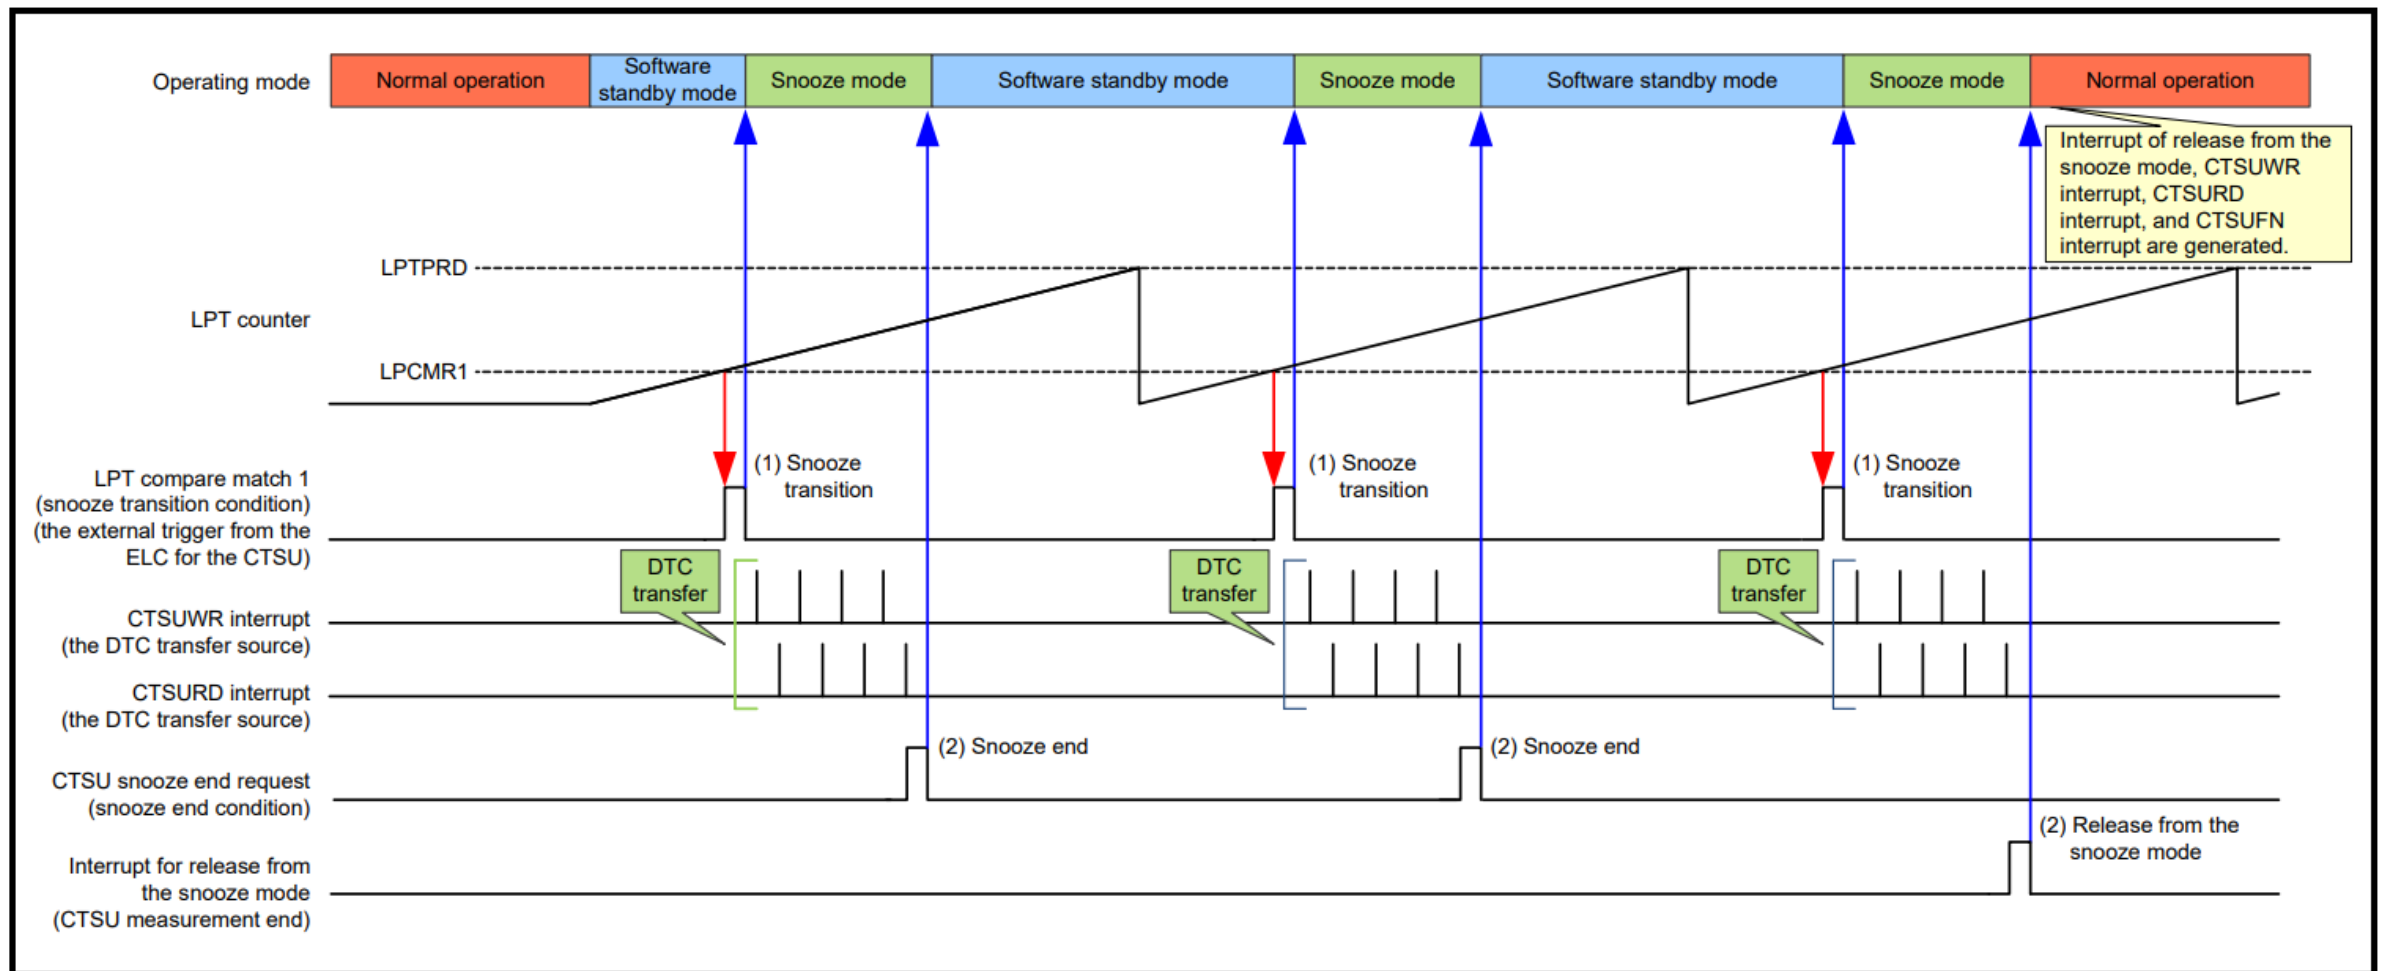 Operating mode
Normal operation
Software
standby mode
Snooze mode
Software standby mode
Snooze mode
Software standby mode
Snooze mode
Normal operation
Interrupt of release from the
snooze mode, CTSUWR
interrupt, CTSURD
interrupt, and CTSUFN
interrupt are generated.
LPTPRD
LPT counter
LPCMR1
LPT compare match 1
(snooze transition condition)
(the external trigger from the
ELC for the CTSU)
(1) Snooze
transition
(1) Snooze
transition
(1) Snooze
transition
DTC
transfer
DTC
transfer
DTC
transfer
CTSUWR interrupt
(the DTC transfer source)
CTSURD interrupt
(the DTC transfer source)
(2) Snooze end
(2) Snooze end
CTSU snooze end request
(snooze end condition)
(2) Release from the
snooze mode
Interrupt for release from
the snooze mode
(CTSU measurement end)